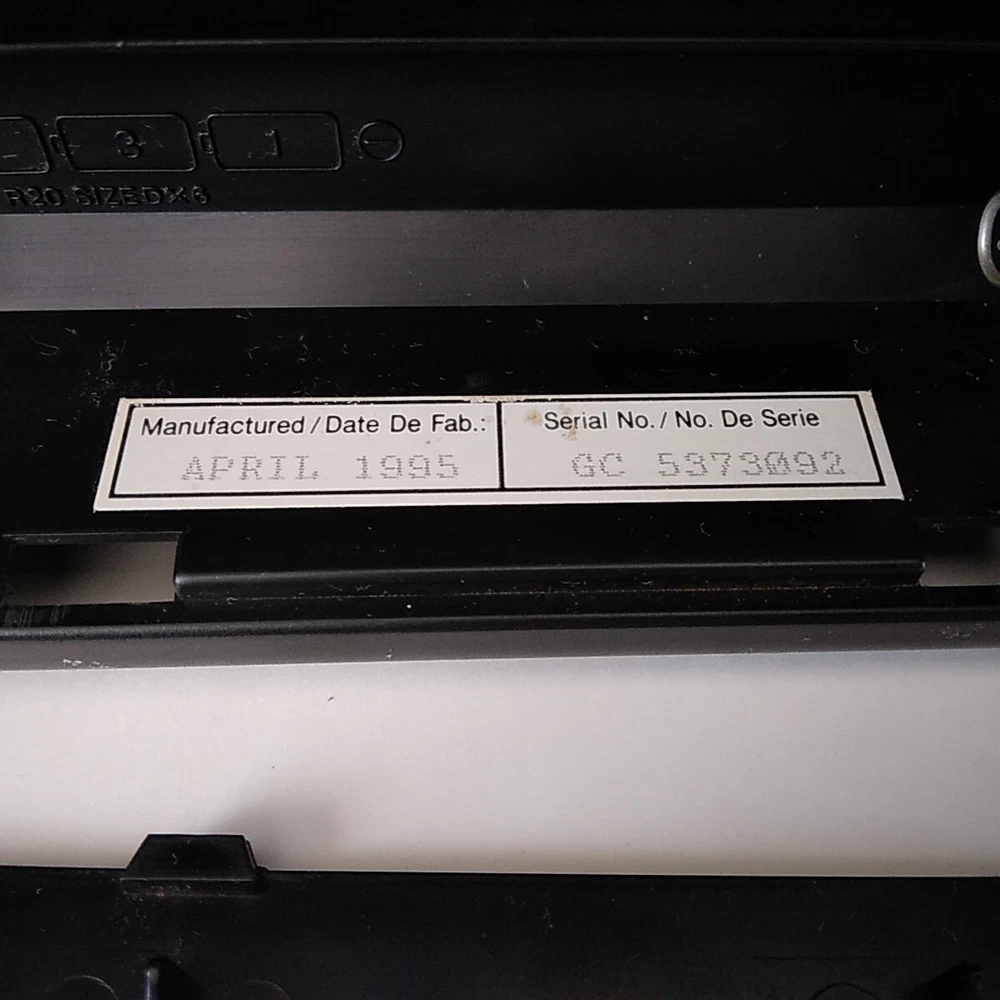 3 1
R20 SIZE D×6
Manufactured / Date De Fab.:
APRIL 1995
Serial No. / No. De Serie
GC 5373092